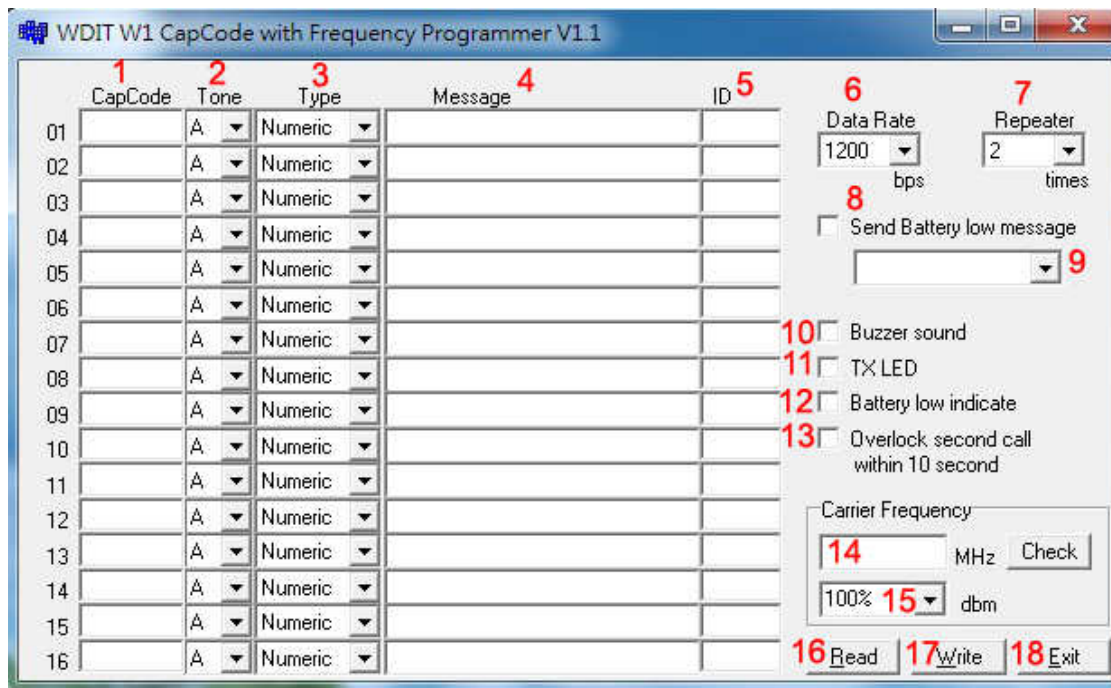 WDIT W1 CapCode with Frequency Programmer V1.1
1 2 3 4 5 6 7
CapCode Tone Type Message ID Data Rate Repeater
01 A Numeric
02 A Numeric
03 A Numeric
04 A Numeric
05 A Numeric
06 A Numeric
07 A Numeric
08 A Numeric
09 A Numeric
10 A Numeric
11 A Numeric
12 A Numeric
13 A Numeric
14 A Numeric
15 A Numeric
16 A Numeric
1200 2
bps times
8
Send Battery low message
9
10 Buzzer sound
11 TX LED
12 Battery low indicate
13 Overlock second call
within 10 second
Carrier Frequency
14 MHz Check
100% 15 dbm
16 Read 17 Write 18 Exit